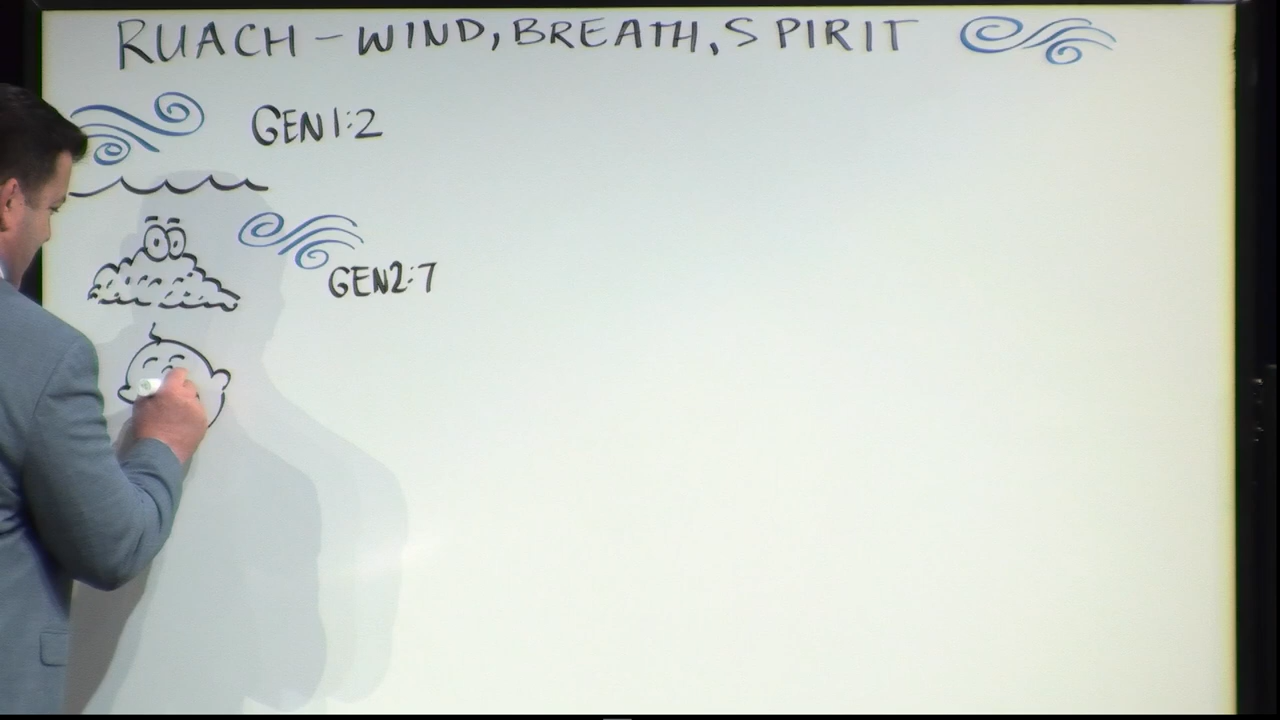 RUACH – WIND, BREATH, SPIRIT
GEN 1:2
GEN 2:7